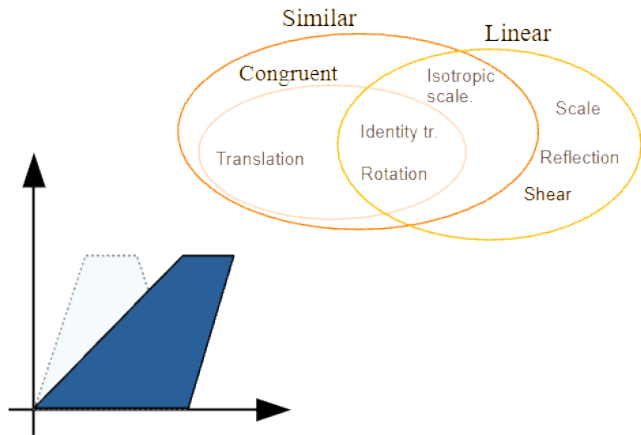 Similar
Linear
Congruent
Isotropic
scale.
Scale
Identity tr.
Translation
Reflection
Rotation
Shear